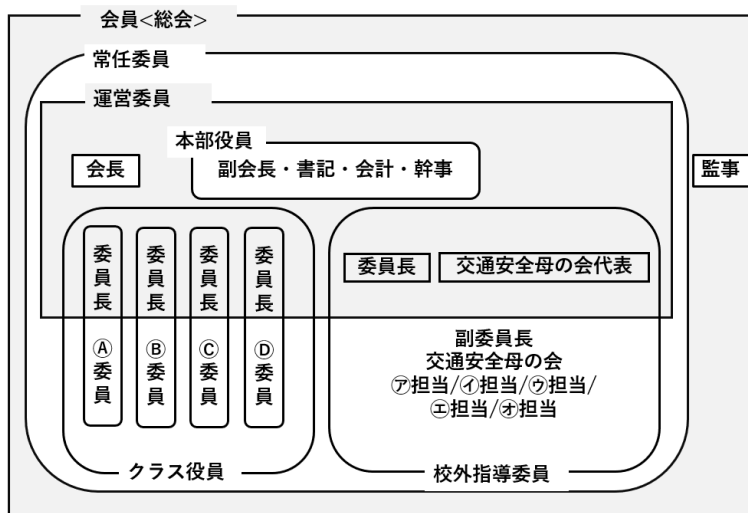 会員<総会>
常任委員
運営委員
本部役員
会長
副会長・書記・会計・幹事
監事
委員長
Ⓐ委員
委員長
Ⓑ委員
委員長
Ⓒ委員
委員長
Ⓓ委員
委員長
交通安全母の会代表
副委員長
交通安全母の会
㋐担当/㋑担当/㋒担当/
㋓担当/㋔担当
クラス役員
校外指導委員